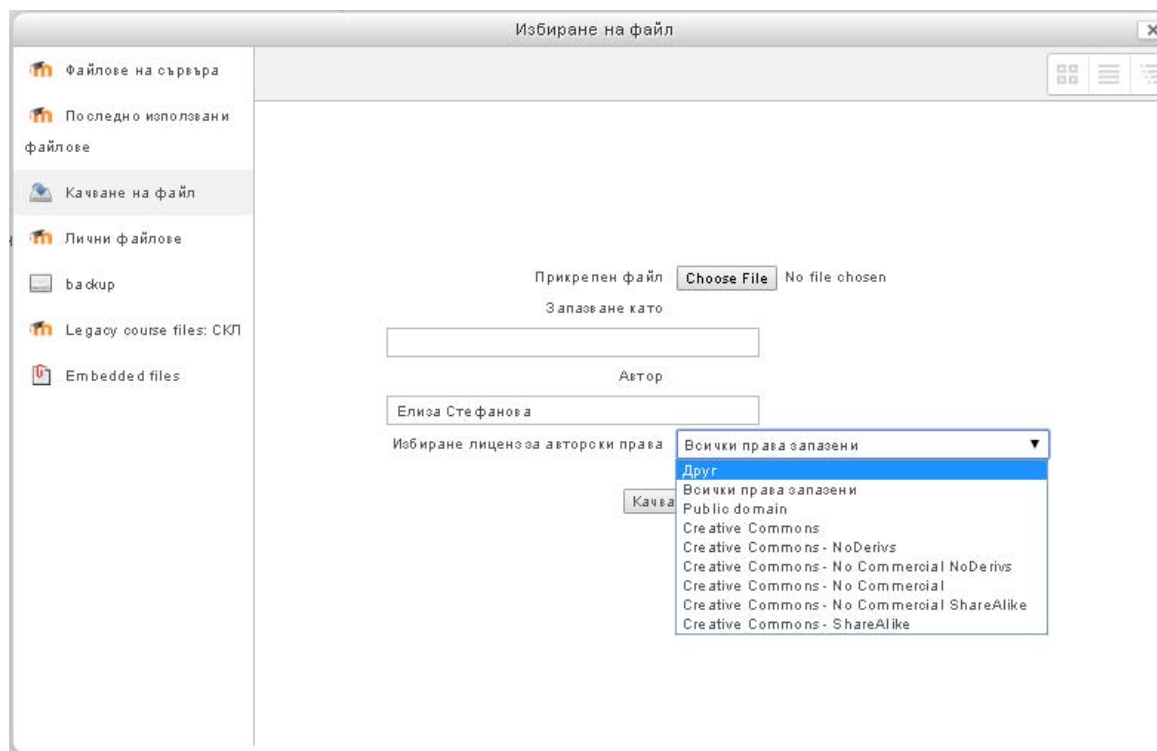 Избиране на файл
Файлове на сървъра
Последно използвани
файлове
Качване на файл
Лични файлове
backup
Legacy course files: СКЛ
Embedded files
Прикрепен файл Choose File No file chosen
Запазване като
Автор
Елиза Стефанова
Избиране лиценз за авторски права Всички права запазени
Друг
Всички права запазени
Кача
Public domain
Creative Commons
Creative Commons - NoDerivs
Creative Commons - No Commercial NoDerivs
Creative Commons - No Commercial
Creative Commons - No Commercial ShareAlike
Creative Commons - ShareAlike